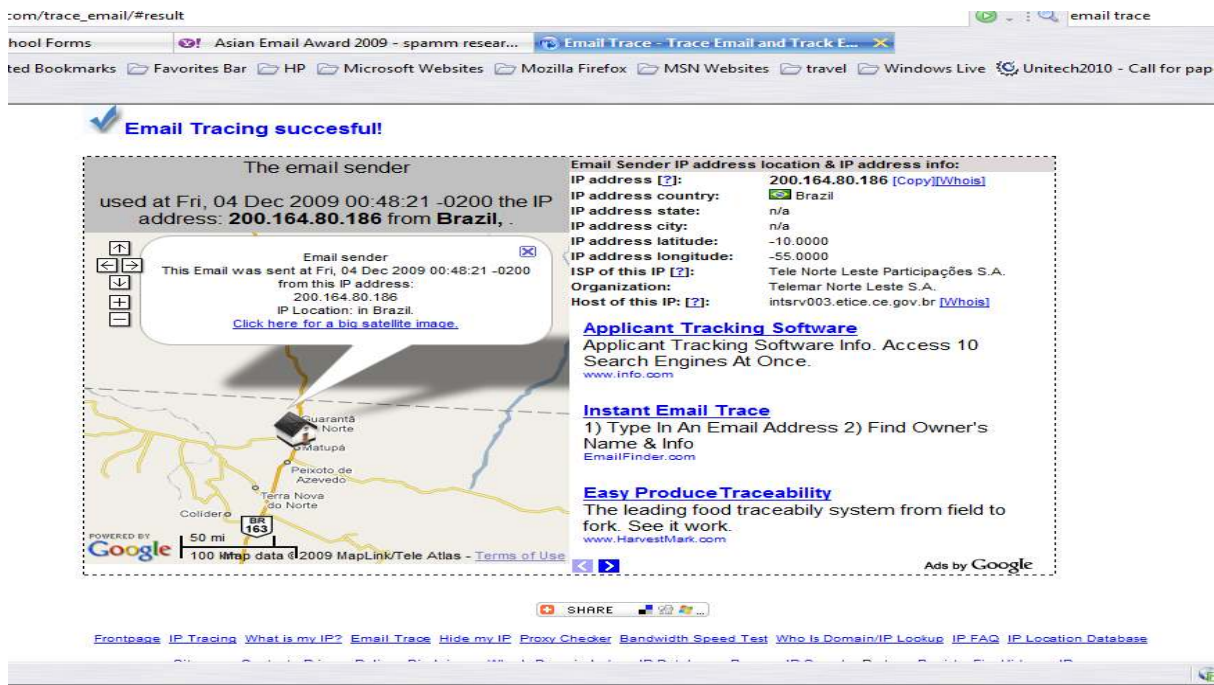 com/trace_email/#result
email trace
hool Forms
Asian Email Award 2009 - spamm resear...
Email Trace - Trace Email and Track E...
ted Bookmarks Favorites Bar HP Microsoft Websites Mozilla Firefox MSN Websites travel Windows Live Unitech2010 - Call for pap
Email Tracing succesful!
The email sender
used at Fri, 04 Dec 2009 00:48:21 -0200 the IP
address: 200.164.80.186 from Brazil, .
Email sender
This Email was sent at Fri, 04 Dec 2009 00:48:21 -0200
from this IP address:
200.164.80.186
IP Location: in Brazil.
Click here for a big satellite image.
Guarantã
Norte
Matupá
Peixoto de
Azevedo
Terra Nova
do Norte
Colíder
BR
163
POWERED BY
Google
50 mi
100 km
Map data ©2009 MapLink/Tele Atlas - Terms of Use
Email Sender IP address location & IP address info:
IP address [?]: 200.164.80.186 [Copy][Whois]
IP address country: Brazil
IP address state: n/a
IP address city: n/a
IP address latitude: -10.0000
IP address longitude: -55.0000
ISP of this IP [?]: Tele Norte Leste Participações S.A.
Organization: Telemar Norte Leste S.A.
Host of this IP: [?]: intsrv003.etice.ce.gov.br [Whois]
Applicant Tracking Software
Applicant Tracking Software Info. Access 10
Search Engines At Once.
www.info.com
Instant Email Trace
1) Type In An Email Address 2) Find Owner's
Name & Info
EmailFinder.com
Easy Produce Traceability
The leading food traceabily system from field to
fork. See it work.
www.HarvestMark.com
Ads by Google
SHARE
Frontpage IP Tracing What is my IP? Email Trace Hide my IP Proxy Checker Bandwidth Speed Test Who Is Domain/IP Lookup IP FAQ IP Location Database